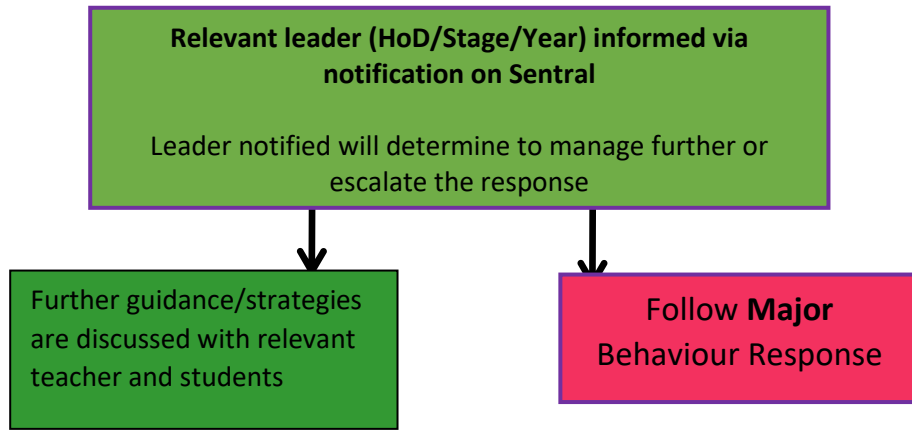 Relevant leader (HoD/Stage/Year) informed via
notification on Sentral
Leader notified will determine to manage further or
escalate the response
Further guidance/strategies
are discussed with relevant
teacher and students
Follow Major
Behaviour Response